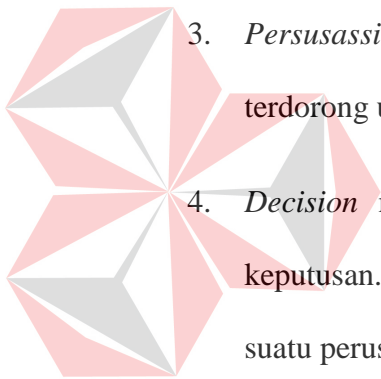 3. Persusassi
terdorong u
4. Decision
keputusan.
suatu perus